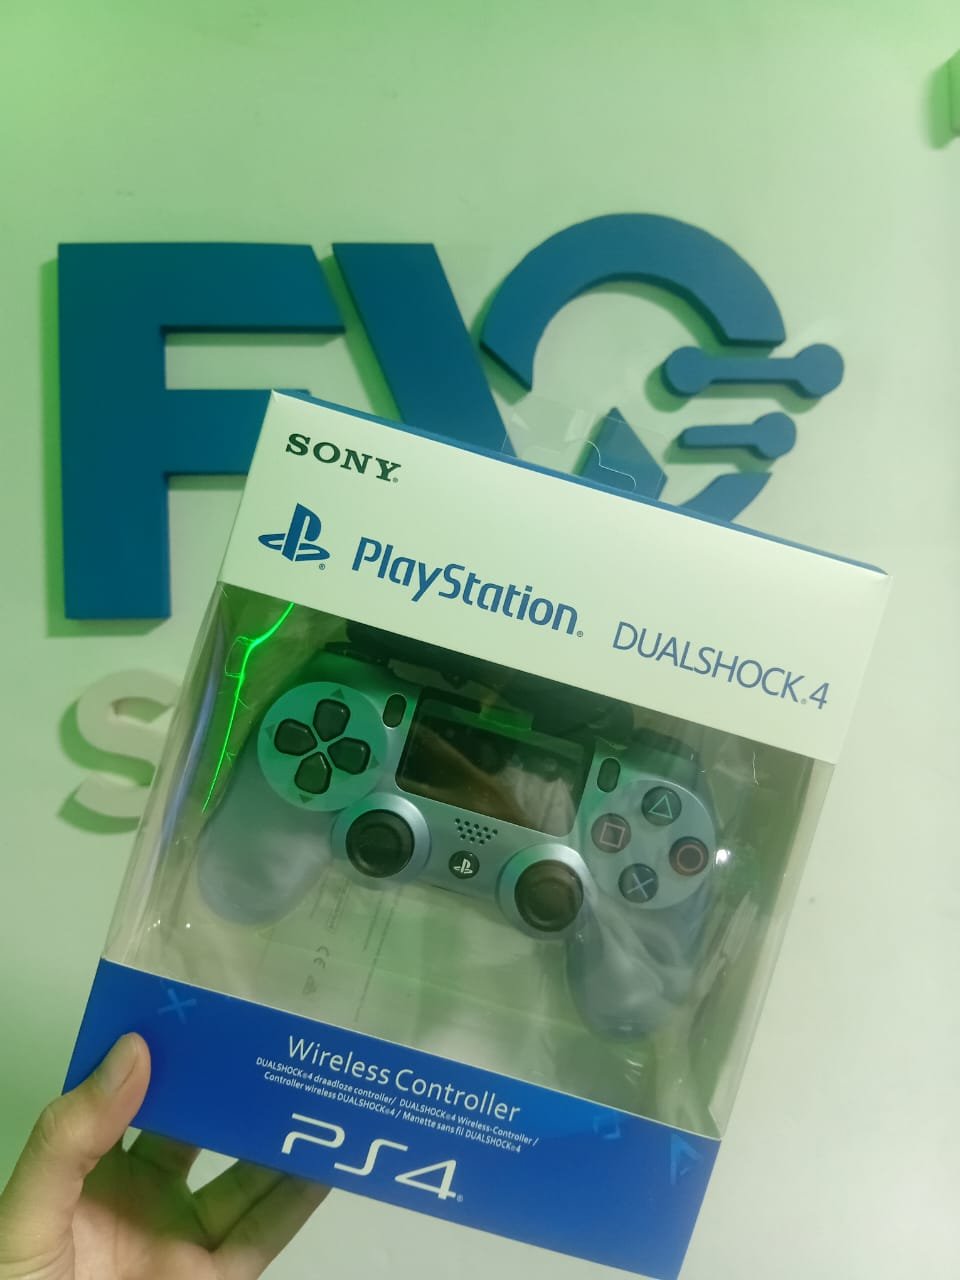 FX
S
SONY
PlayStation
DUALSHOCK®4
Wireless Controller
DUALSHOCK®4 draadloze controller/ DUALSHOCK®4 Wireless-Controller /
Controller wireless DUALSHOCK®4 / Manette sans fil DUALSHOCK®4
PS4